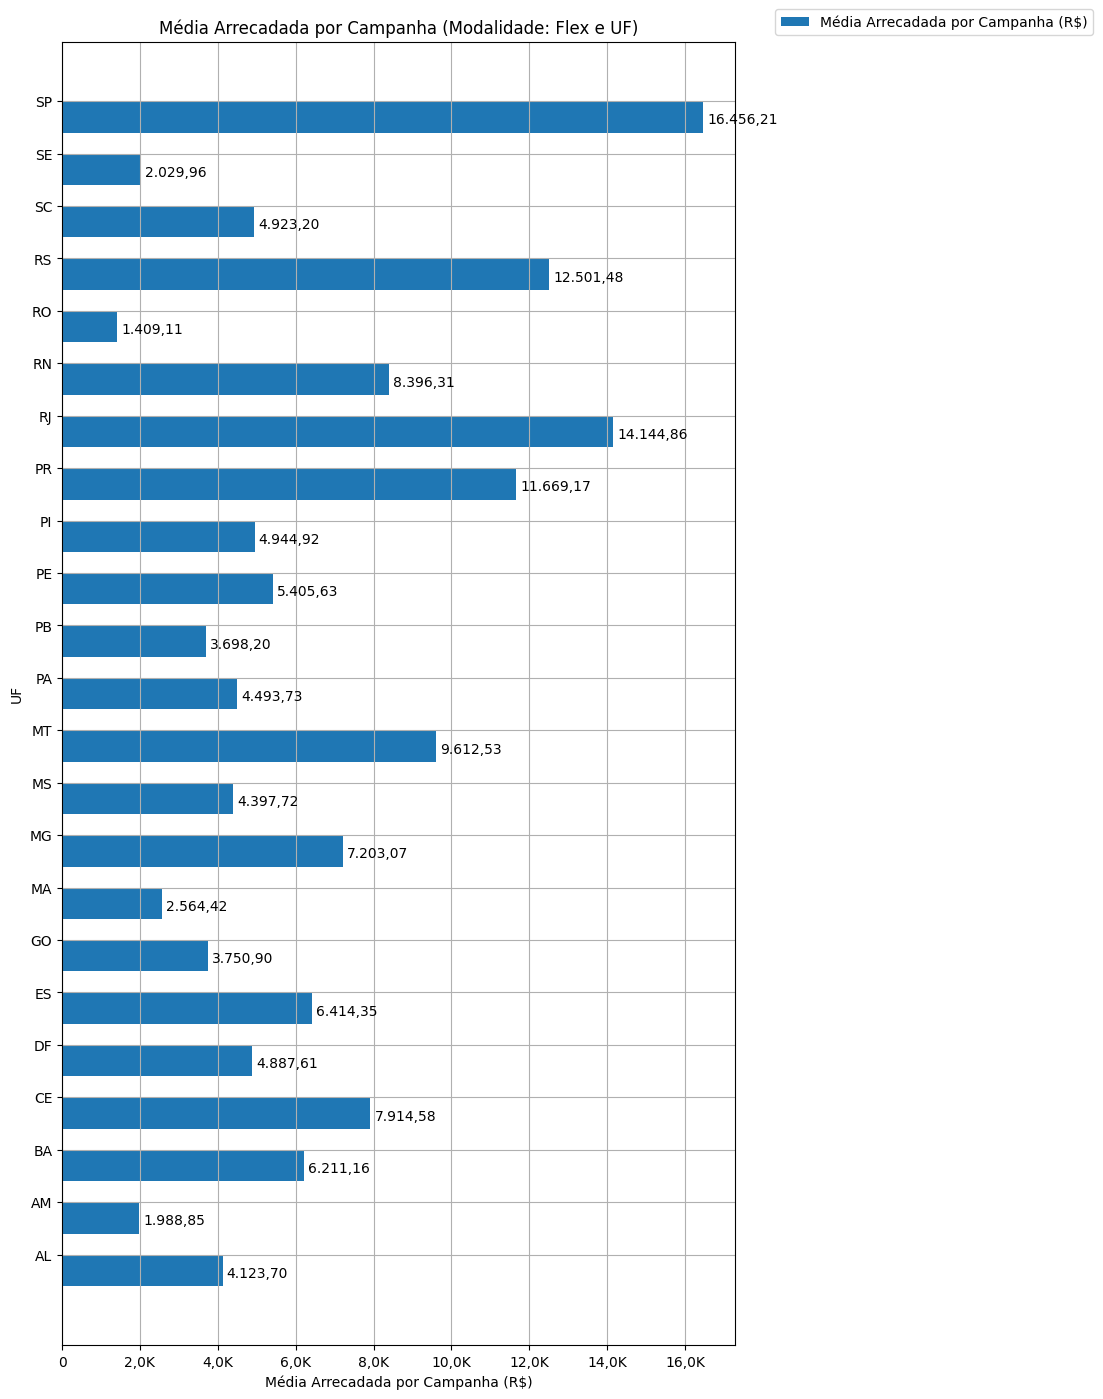 Média Arrecadada por Campanha (Modalidade: Flex e UF)
Média Arrecadada por Campanha (R$)
SP 16.456,21
SE 2.029,96
SC 4.923,20
RS 12.501,48
RO 1.409,11
RN 8.396,31
RJ 14.144,86
PR 11.669,17
PI 4.944,92
PE 5.405,63
PB 3.698,20
PA 4.493,73
UF
MT 9.612,53
MS 4.397,72
MG 7.203,07
MA 2.564,42
GO 3.750,90
ES 6.414,35
DF 4.887,61
CE 7.914,58
BA 6.211,16
AM 1.988,85
AL 4.123,70
0 2,0K 4,0K 6,0K 8,0K 10,0K 12,0K 14,0K 16,0K
Média Arrecadada por Campanha (R$)